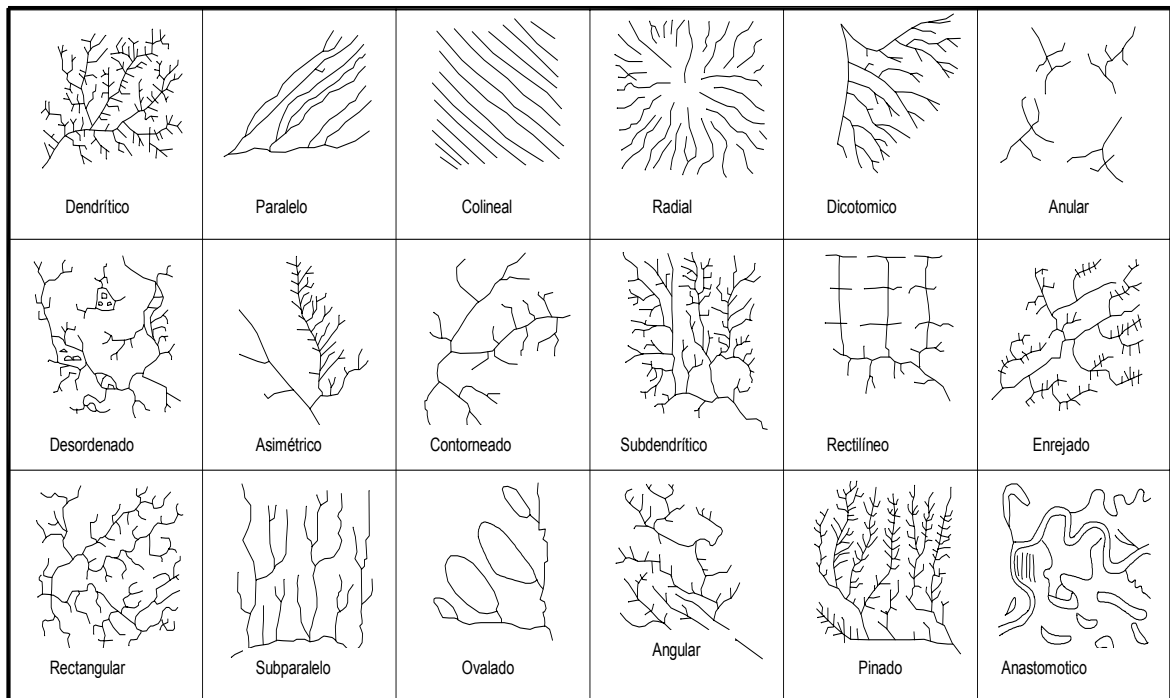 Dendrítico
Paralelo
Colineal
Radial
Dicotomico
Anular
Desordenado
Asimétrico
Contorneado
Subdendrítico
Rectilíneo
Enrejado
Rectangular
Subparalelo
Ovalado
Angular
Pinado
Anastomotico